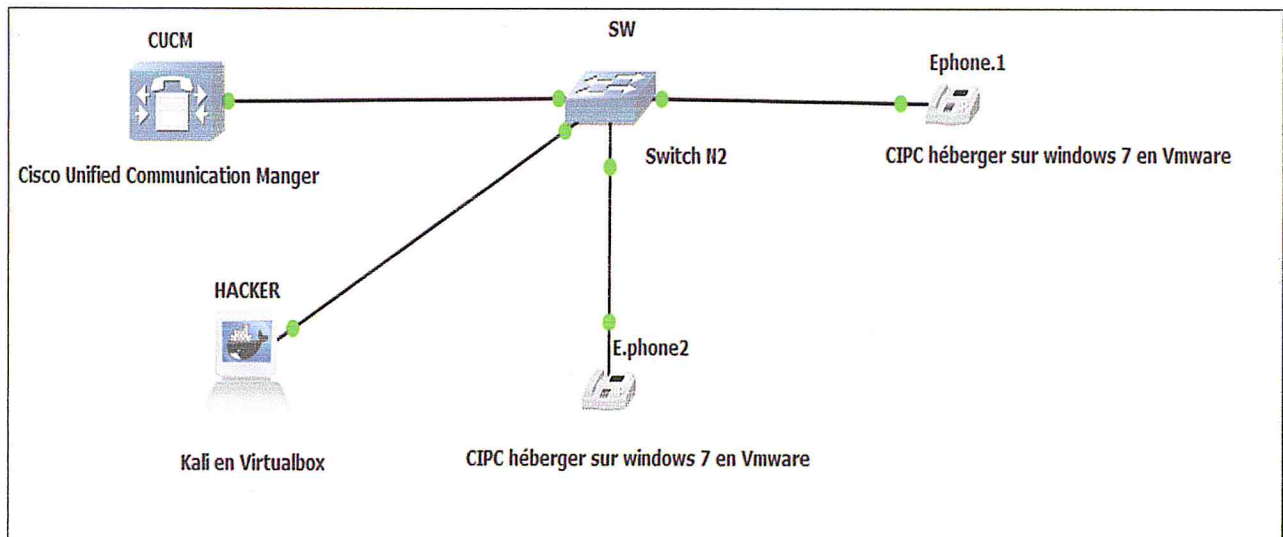 CUCM
SW
Ephone.1
Cisco Unified Communication Manger
Switch N2
CIPC héberger sur windows 7 en Vmware
HACKER
E.phone2
Kali en Virtualbox
CIPC héberger sur windows 7 en Vmware